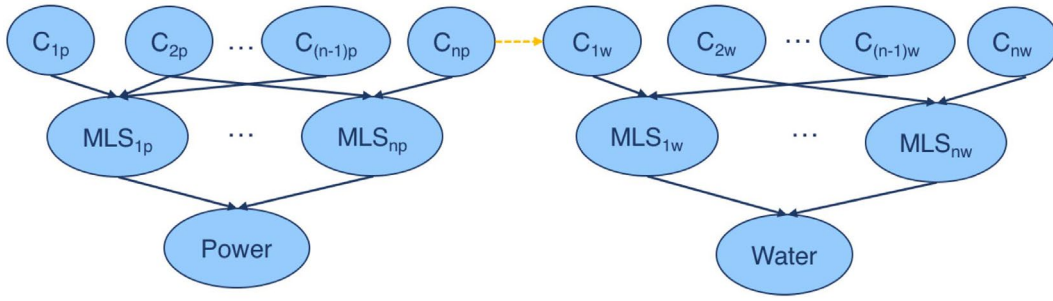 C1p C2p ... C(n-1)p Cnp C1w C2w ... C(n-1)w Cnw
MLS1p ... MLSnp MLS1w ... MLSnw
Power Water